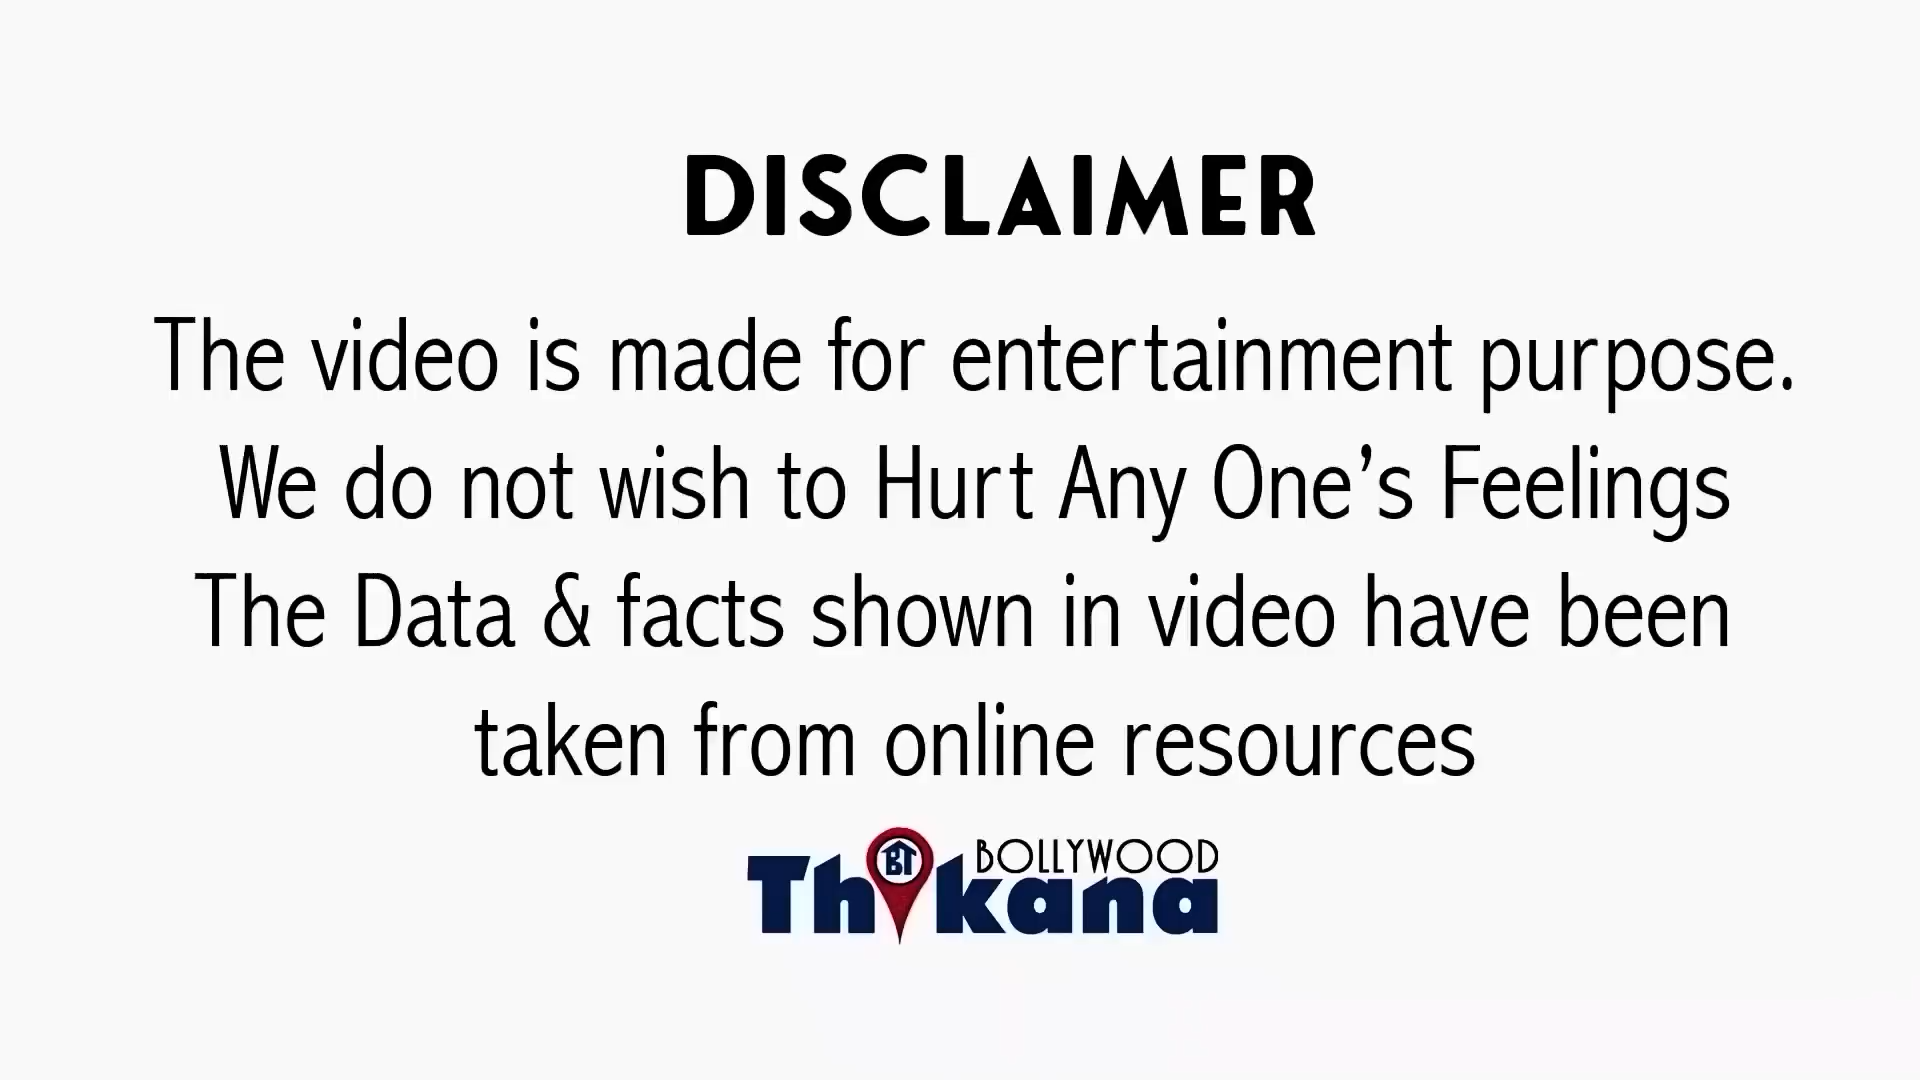 DISCLAIMER
The video is made for entertainment purpose.
We do not wish to Hurt Any One’s Feelings
The Data & facts shown in video have been
taken from online resources
BOLLYWOOD
BT
Thikana